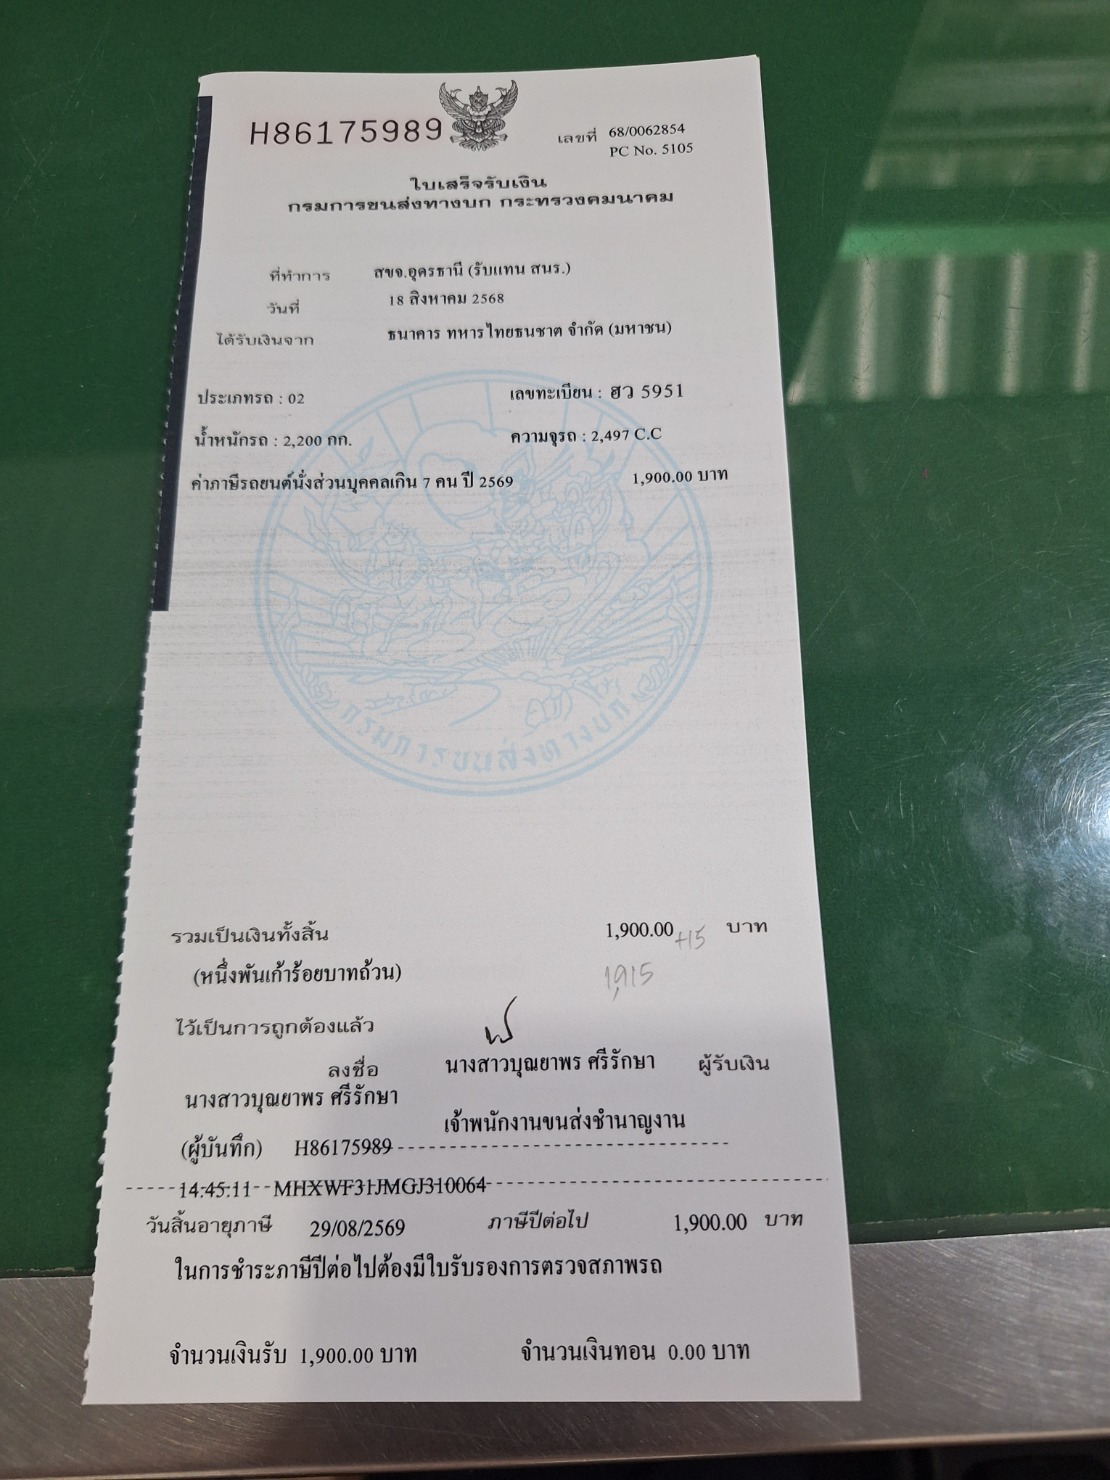 H86175989
เลขที่ 68/0062854
PC No. 5105
ใบเสร็จรับเงิน
กรมการขนส่งทางบก กระทรวงคมนาคม
ที่ทำการ สขจ.อุดรธานี (รับแทน สนร.)
วันที่ 18 สิงหาคม 2568
ได้รับเงินจาก ธนาคาร ทหารไทยธนชาต จำกัด (มหาชน)
ประเภทรถ : 02 เลขทะเบียน : ฮว 5951
น้ำหนักรถ : 2,200 กก. ความจุรถ : 2,497 C.C
ค่าภาษีรถยนต์นั่งส่วนบุคคลเกิน 7 คน ปี 2569 1,900.00 บาท
กรมการขนส่งทางบก
รวมเป็นเงินทั้งสิ้น 1,900.00 +15 บาท
(หนึ่งพันเก้าร้อยบาทถ้วน) 1,915
ไว้เป็นการถูกต้องแล้ว
ลงชื่อ นางสาวบุณยาพร ศรีรักษา ผู้รับเงิน
นางสาวบุณยาพร ศรีรักษา
เจ้าพนักงานขนส่งชำนาญงาน
(ผู้บันทึก) H86175989
14:45:11 MHXWF31JMGJ310064
วันสิ้นอายุภาษี 29/08/2569 ภาษีปีต่อไป 1,900.00 บาท
ในการชำระภาษีปีต่อไปต้องมีใบรับรองการตรวจสภาพรถ
จำนวนเงินรับ 1,900.00 บาท จำนวนเงินทอน 0.00 บาท